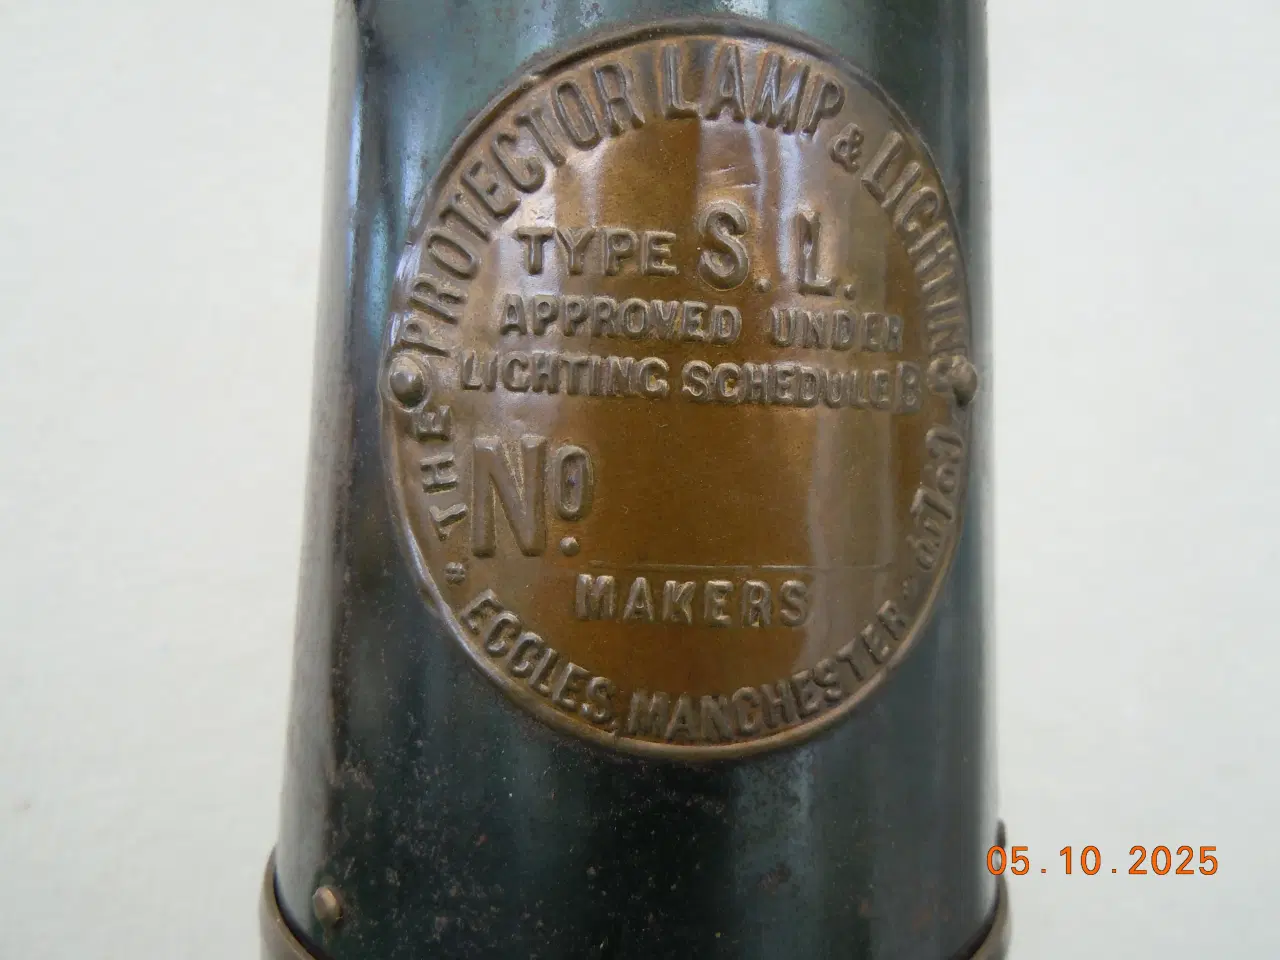 THE PROTECTOR LAMP & LIGHTING Co. LTD.
TYPE S. L.
APPROVED UNDER
LIGHTING SCHEDULE B
No.
MAKERS
ECCLES, MANCHESTER
05.10.2025